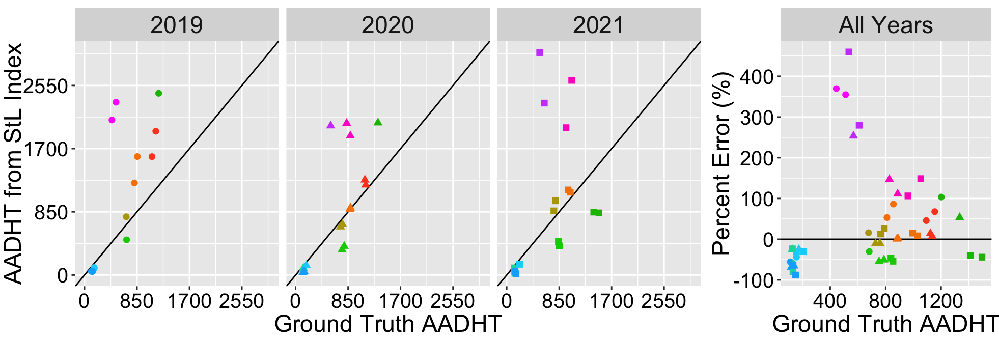 2019 2020 2021 All Years
AADHT from StL Index
2550
1700
850
0
0 850 1700 2550 0 850 1700 2550 0 850 1700 2550
Ground Truth AADHT
Percent Error (%)
400
300
200
100
0
-100
400 800 1200
Ground Truth AADHT